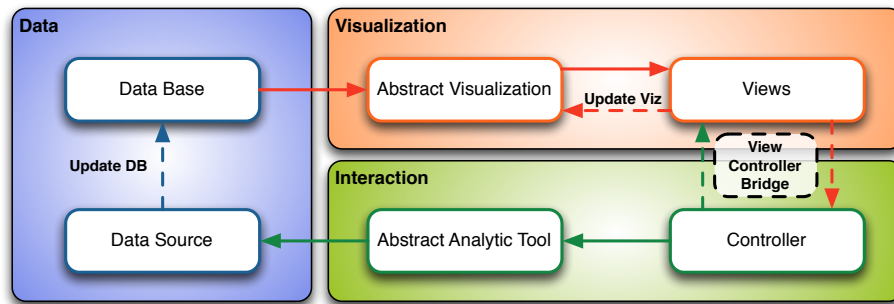 Data
Visualization
Data Base
Abstract Visualization
Views
Update Viz
Update DB
View
Controller
Bridge
Interaction
Data Source
Abstract Analytic Tool
Controller